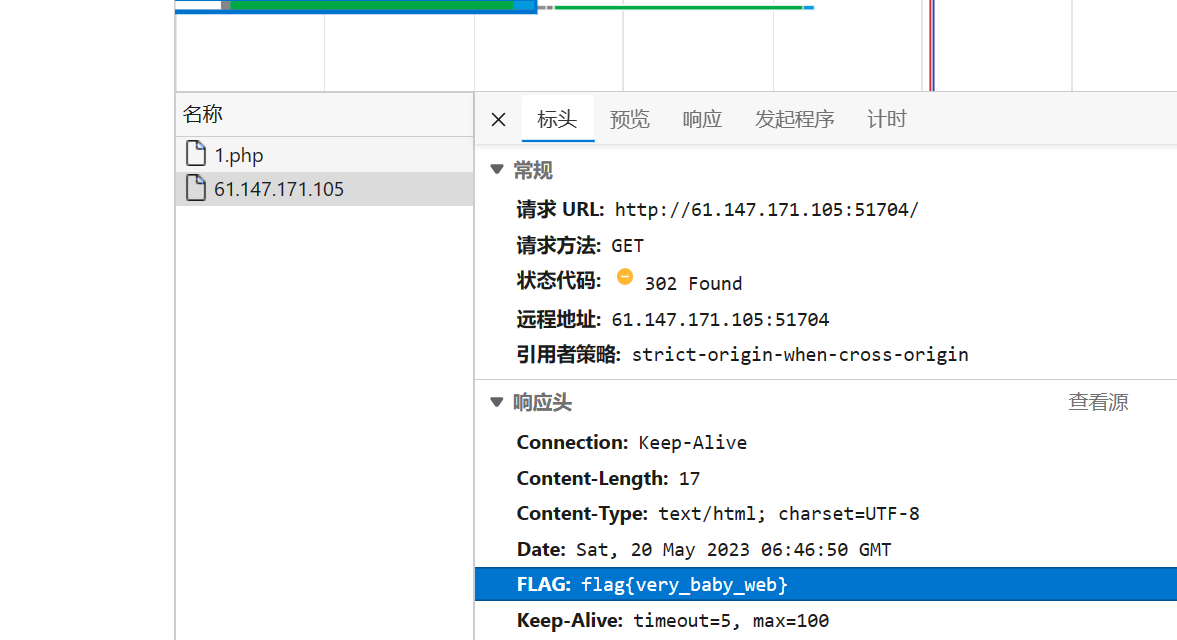 名称
1.php
61.147.171.105
标头 预览 响应 发起程序 计时
常规
请求 URL: http://61.147.171.105:51704/
请求方法: GET
状态代码: 302 Found
远程地址: 61.147.171.105:51704
引用者策略: strict-origin-when-cross-origin
响应头 查看源
Connection: Keep-Alive
Content-Length: 17
Content-Type: text/html; charset=UTF-8
Date: Sat, 20 May 2023 06:46:50 GMT
FLAG: flag{very_baby_web}
Keep-Alive: timeout=5, max=100